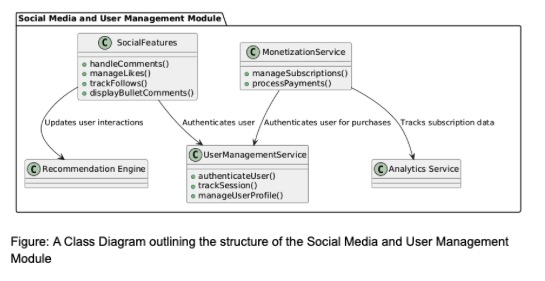 Social Media and User Management Module
C SocialFeatures
handleComments()
manageLikes()
trackFollows()
displayBulletComments()
C MonetizationService
manageSubscriptions()
processPayments()
Updates user interactions
Authenticates user
Authenticates user for purchases
Tracks subscription data
C Recommendation Engine
C UserManagementService
authenticateUser()
trackSession()
manageUserProfile()
C Analytics Service
Figure: A Class Diagram outlining the structure of the Social Media and User Management
Module